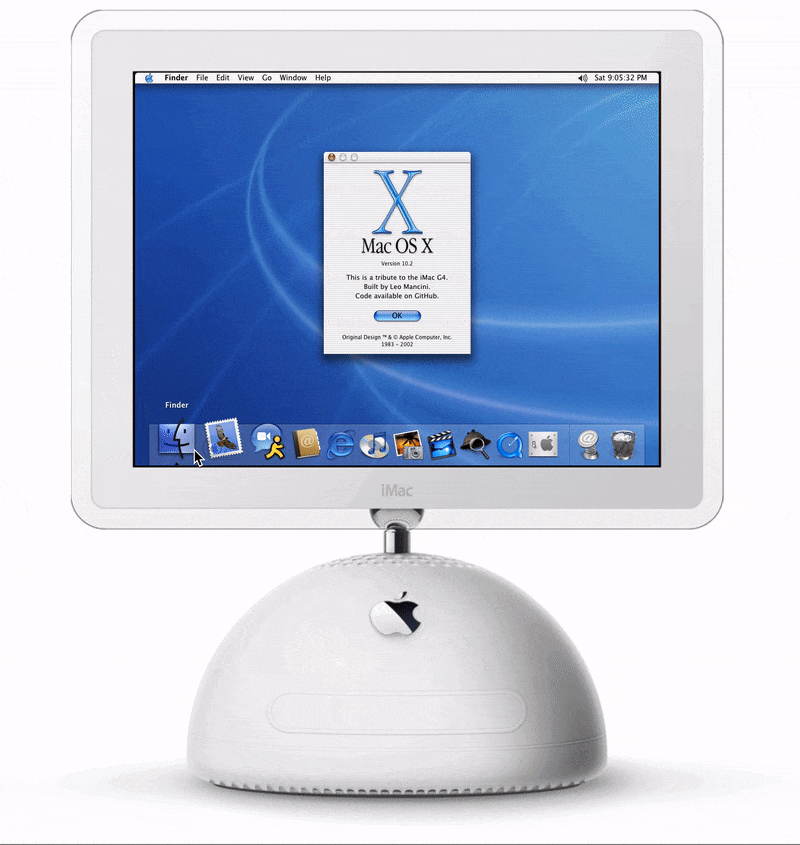 Finder File Edit View Go Window Help Sat 9:05:32 PM
X
Mac OS X
Version 10.2
This is a tribute to the iMac G4.
Built by Leo Mancini.
Code available on GitHub.
OK
Original Design ™ & © Apple Computer, Inc.
1983 - 2002
Finder
@
@
iMac